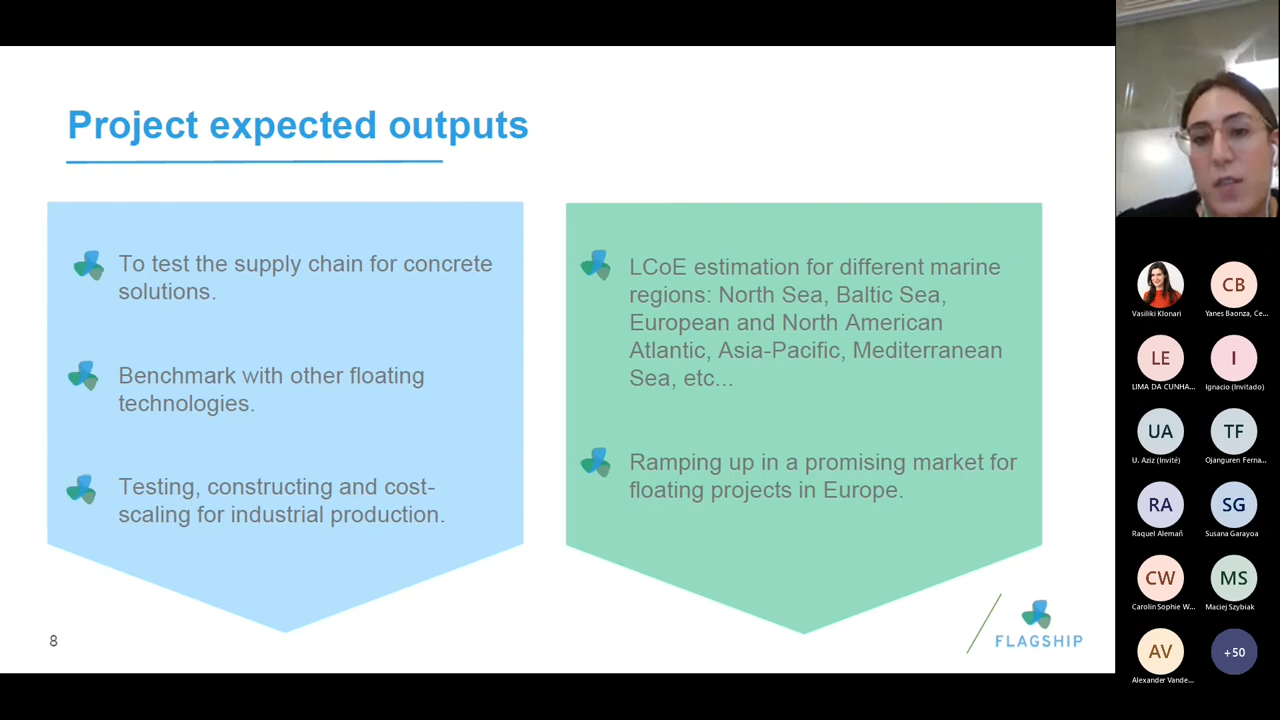 Project expected outputs
To test the supply chain for concrete
solutions.
Benchmark with other floating
technologies.
Testing, constructing and cost-
scaling for industrial production.
LCoE estimation for different marine
regions: North Sea, Baltic Sea,
European and North American
Atlantic, Asia-Pacific, Mediterranean
Sea, etc...
Ramping up in a promising market for
floating projects in Europe.
8
FLAGSHIP
Vasiliki Klonari
CB
Yanes Baonza, Ce...
LE
LIMA DA CUNHA...
I
Ignacio (Invitado)
UA
U. Aziz (Invité)
TF
Ojanguren Ferna...
RA
Raquel Alemañ
SG
Susana Garayoa
CW
Carolin Sophie W...
MS
Maciej Szybiak
AV
Alexander Vande...
+50